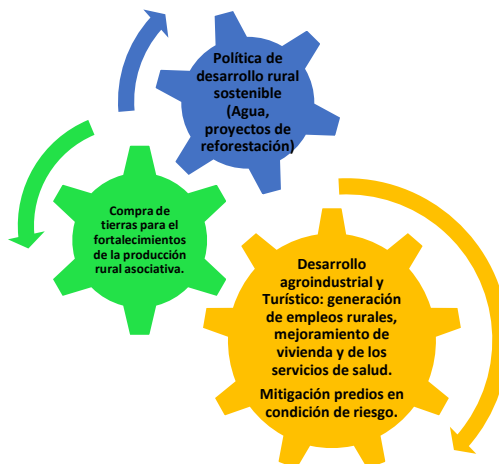 Política de
desarrollo rural
sostenible
(Agua,
proyectos de
reforestación)
Compra de
tierras para el
fortalecimientos
de la producción
rural asociativa.
Desarrollo
agroindustrial y
Turístico: generación
de empleos rurales,
mejoramiento de
vivienda y de los
servicios de salud.
Mitigación predios en
condición de riesgo.